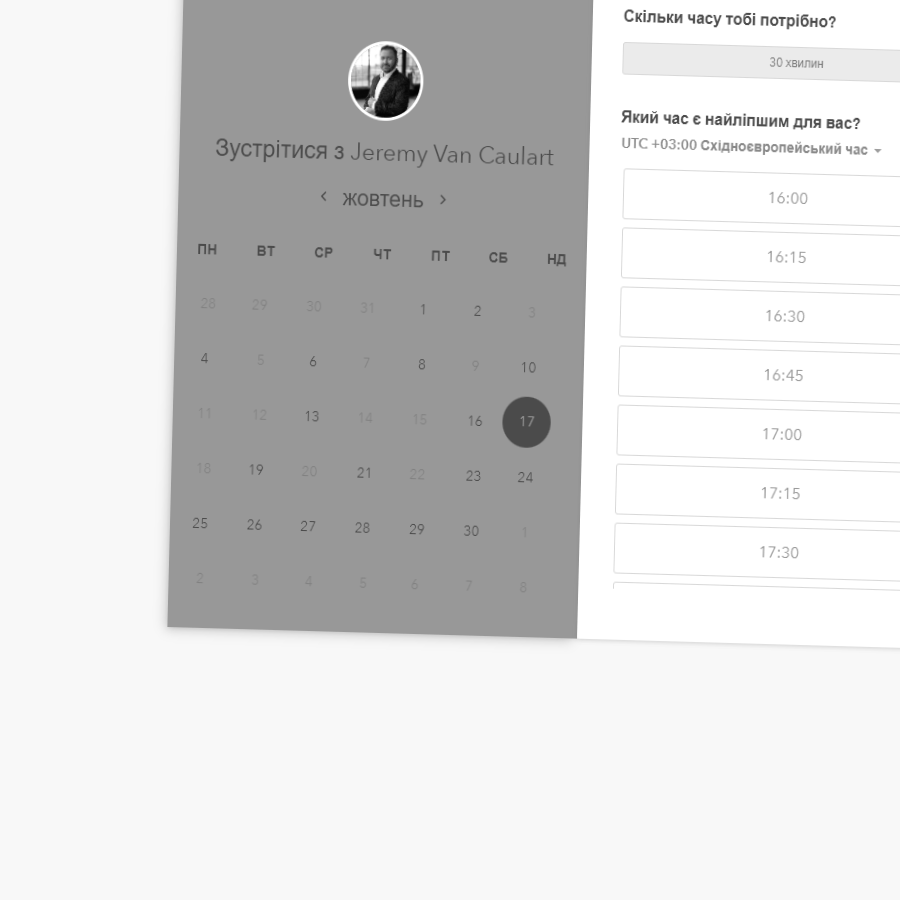 Зустрітися з Jeremy Van Caulart
жовтень
ПН ВТ СР ЧТ ПТ СБ НД
28 29 30 31 1 2 3
4 5 6 7 8 9 10
11 12 13 14 15 16 17
18 19 20 21 22 23 24
25 26 27 28 29 30 1
2 3 4 5 6 7 8
Скільки часу тобі потрібно?
30 хвилин
Який час є найліпшим для вас?
UTC +03:00 Східноєвропейський час
16:00
16:15
16:30
16:45
17:00
17:15
17:30